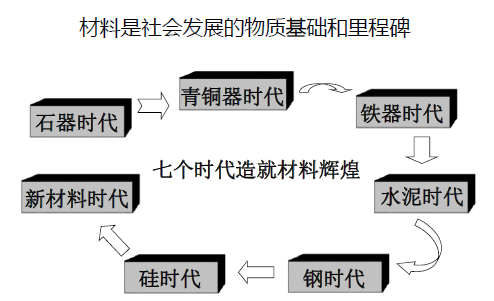 材料是社会发展的物质基础和里程碑
石器时代
青铜器时代
铁器时代
七个时代造就材料辉煌
新材料时代
水泥时代
硅时代
钢时代